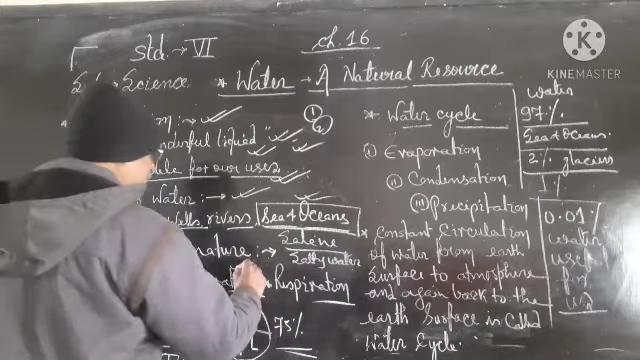 Std.→ VI
Ch. 16
Science * Water → A Natural Resource
KINEMASTER
liquid"
for our uses
Water :→
Wells rivers Sea & Oceans
nature :→ Saline
Salty water
Respiration
75%
① ②
* Water cycle
(i) Evaporation
(ii) Condensation
(iii) Precipitation
* Constant Circulation
of water from earth
Surface to atmosphere
and again back to the
earth Surface is Called
Water Cycle.
water
97%
Sea & Oceans.
2% glaciers
1%
0.01%
water
for
us